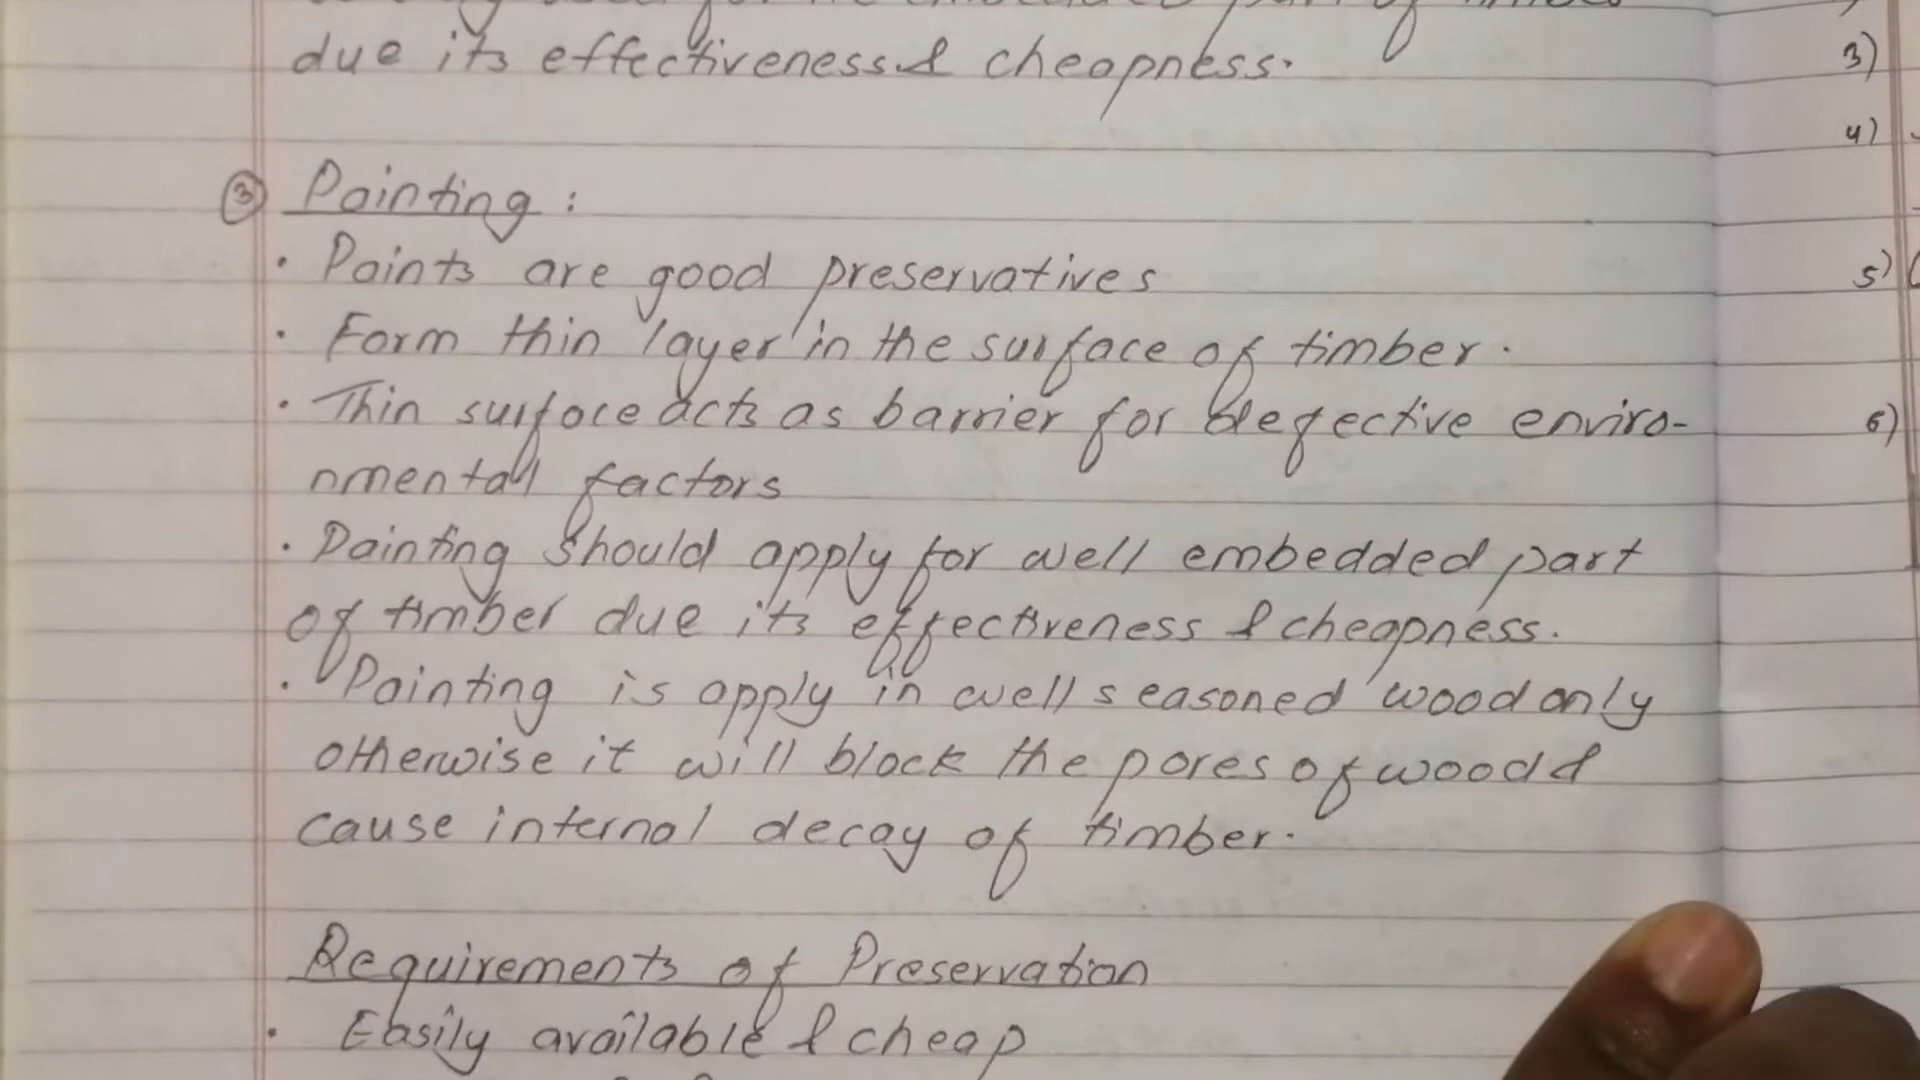 due its effectiveness & cheapness.
3)
4)
③ Painting :
· Paints are good preservatives
5)
· Form thin layer in the surface of timber.
· Thin surface acts as barrier for defective enviro-
6)
nmental factors
· Painting should apply for well embedded part
of timber due its effectiveness & cheapness.
· Painting is apply in well seasoned wood only
otherwise it will block the pores of wood &
cause internal decay of timber.
Requirements of Preservation
· Easily available & cheap